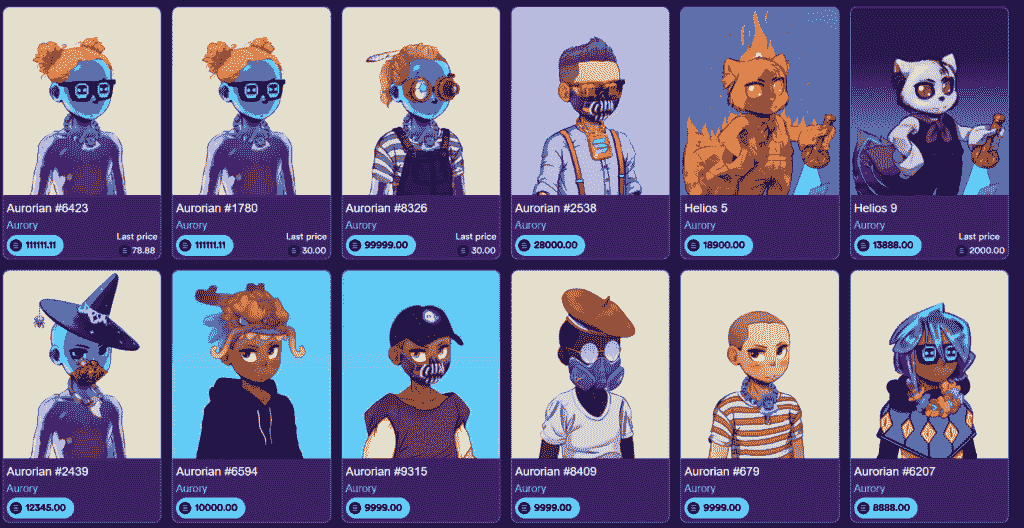 Aurorian #6423
Aurory
Last price
111111.11
78.88
Aurorian #1780
Aurory
Last price
111111.11
30.00
Aurorian #8326
Aurory
Last price
99999.00
30.00
Aurorian #2538
Aurory
28000.00
Helios 5
Aurory
18900.00
Helios 9
Aurory
Last price
13888.00
2000.00
Aurorian #2439
Aurory
12345.00
Aurorian #6594
Aurory
10000.00
Aurorian #9315
Aurory
9999.00
Aurorian #8409
Aurory
9999.00
Aurorian #679
Aurory
9999.00
Aurorian #6207
Aurory
8888.00